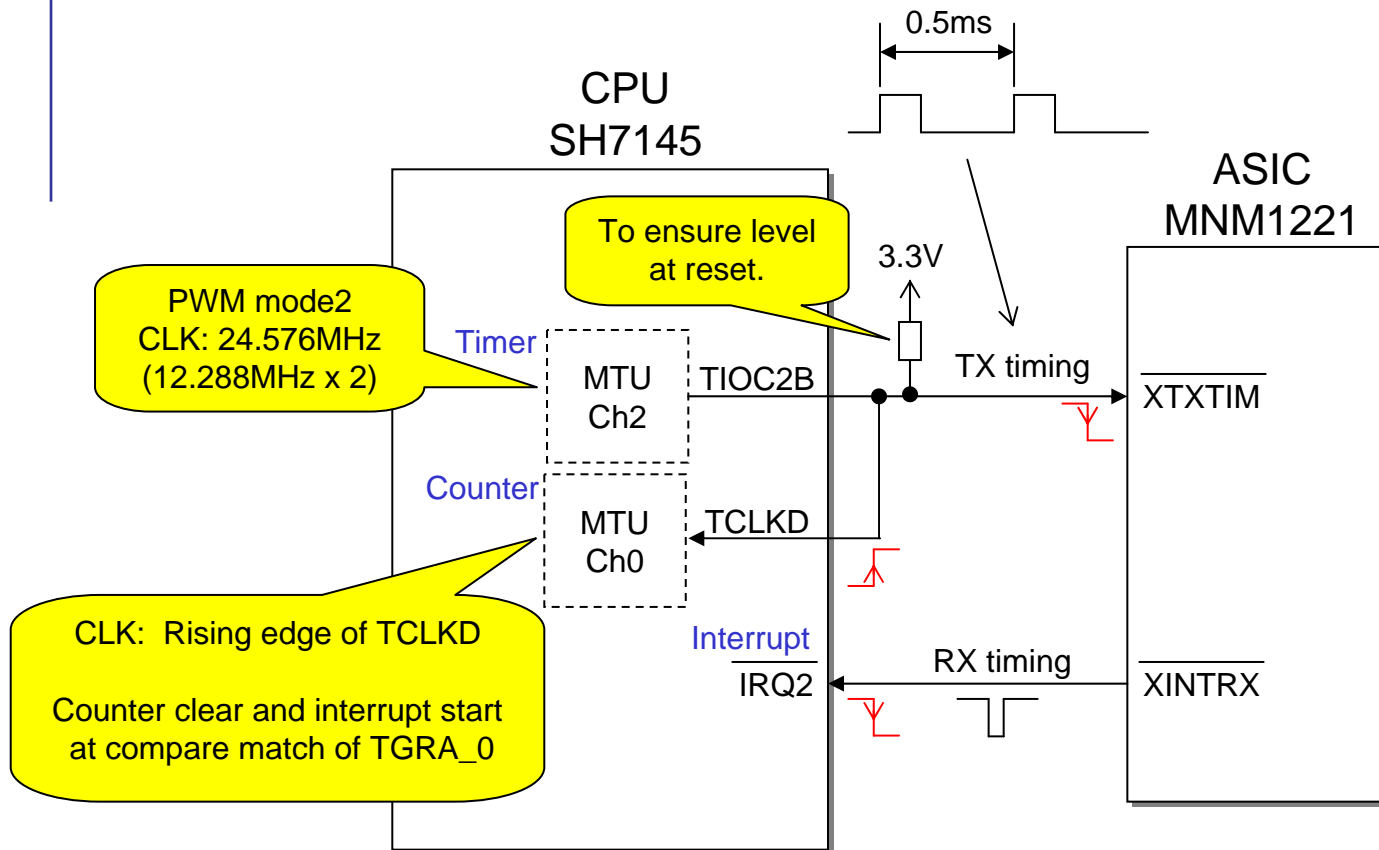 0.5ms
CPU
SH7145
ASIC
MNM1221
To ensure level
at reset.
3.3V
PWM mode2
CLK: 24.576MHz
(12.288MHz x 2)
Timer
MTU
Ch2
TIOC2B
TX timing
XTXTIM
Counter
MTU
Ch0
TCLKD
CLK:  Rising edge of TCLKD
Counter clear and interrupt start
at compare match of TGRA_0
Interrupt
IRQ2
RX timing
XINTRX